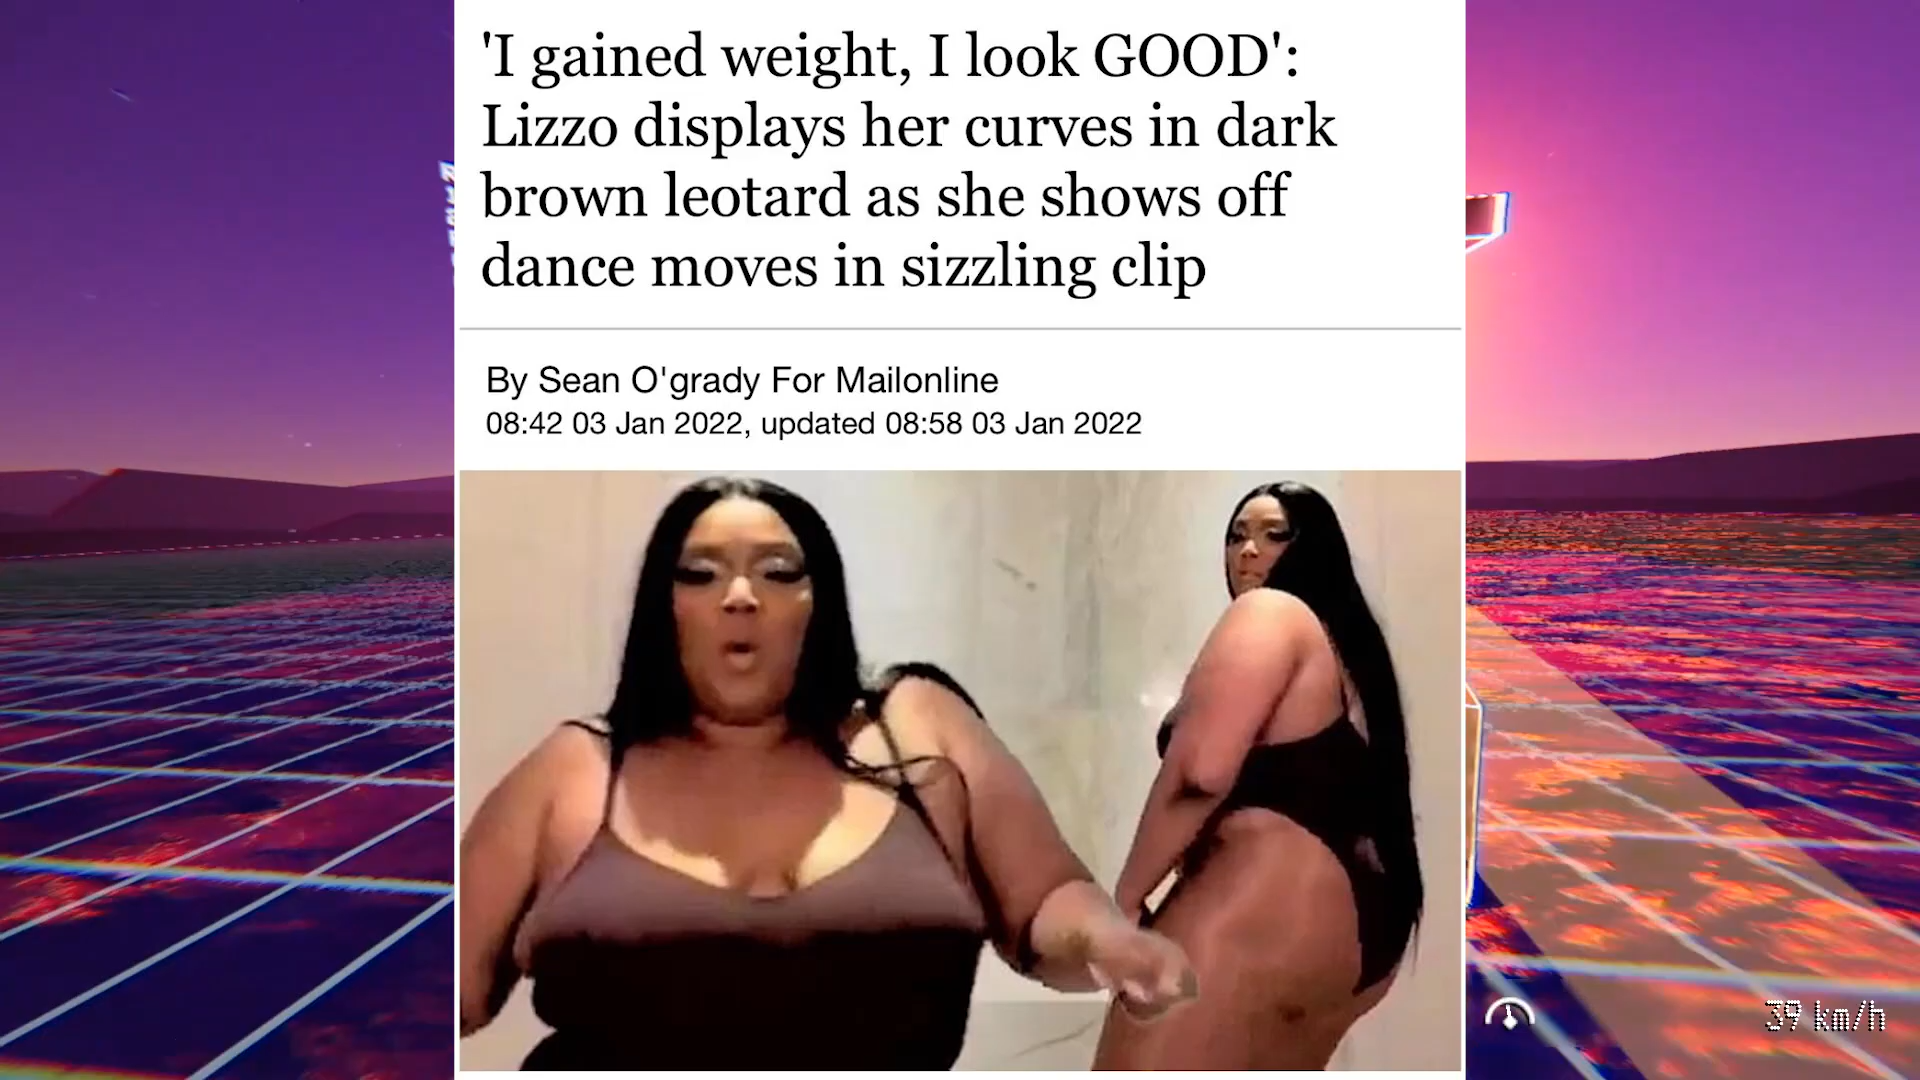 'I gained weight, I look GOOD':
Lizzo displays her curves in dark
brown leotard as she shows off
dance moves in sizzling clip
By Sean O'grady For Mailonline
08:42 03 Jan 2022, updated 08:58 03 Jan 2022
39 km/h